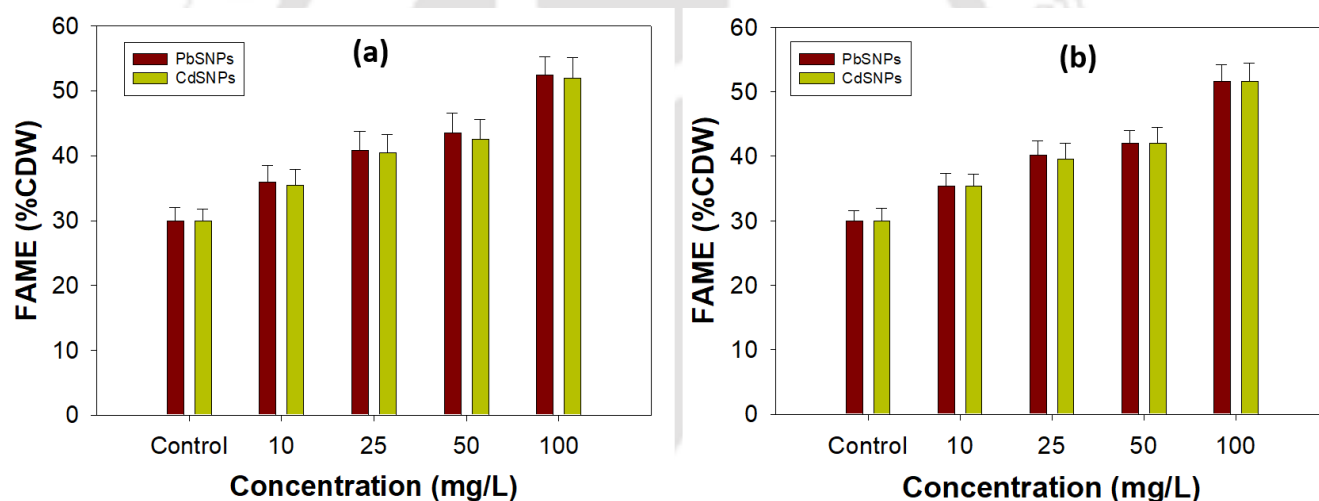 (a)
PbSNPs
CdSNPs
FAME (%CDW)
60
50
40
30
20
10
0
Control 10 25 50 100
Concentration (mg/L)
(b)
PbSNPs
CdSNPs
FAME (%CDW)
60
50
40
30
20
10
0
Control 10 25 50 100
Concentration (mg/L)